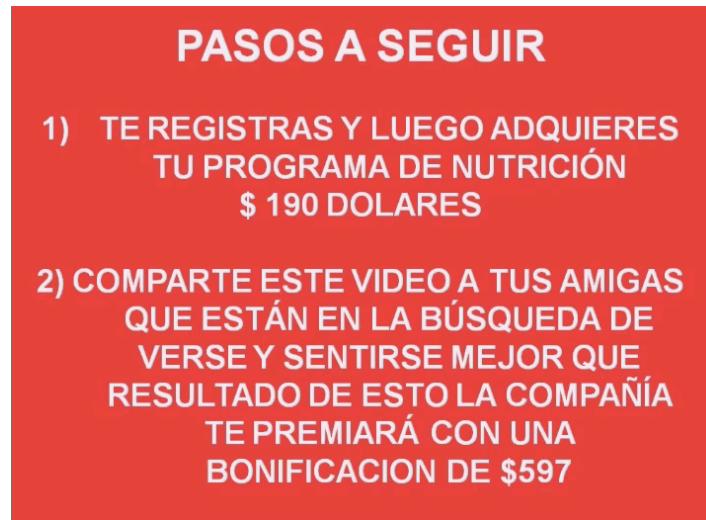 PASOS A SEGUIR
1) TE REGISTRAS Y LUEGO ADQUIERES
TU PROGRAMA DE NUTRICIÓN
$ 190 DOLARES
2) COMPARTE ESTE VIDEO A TUS AMIGAS
QUE ESTÁN EN LA BÚSQUEDA DE
VERSE Y SENTIRSE MEJOR QUE
RESULTADO DE ESTO LA COMPAÑÍA
TE PREMIARÁ CON UNA
BONIFICACION DE $597